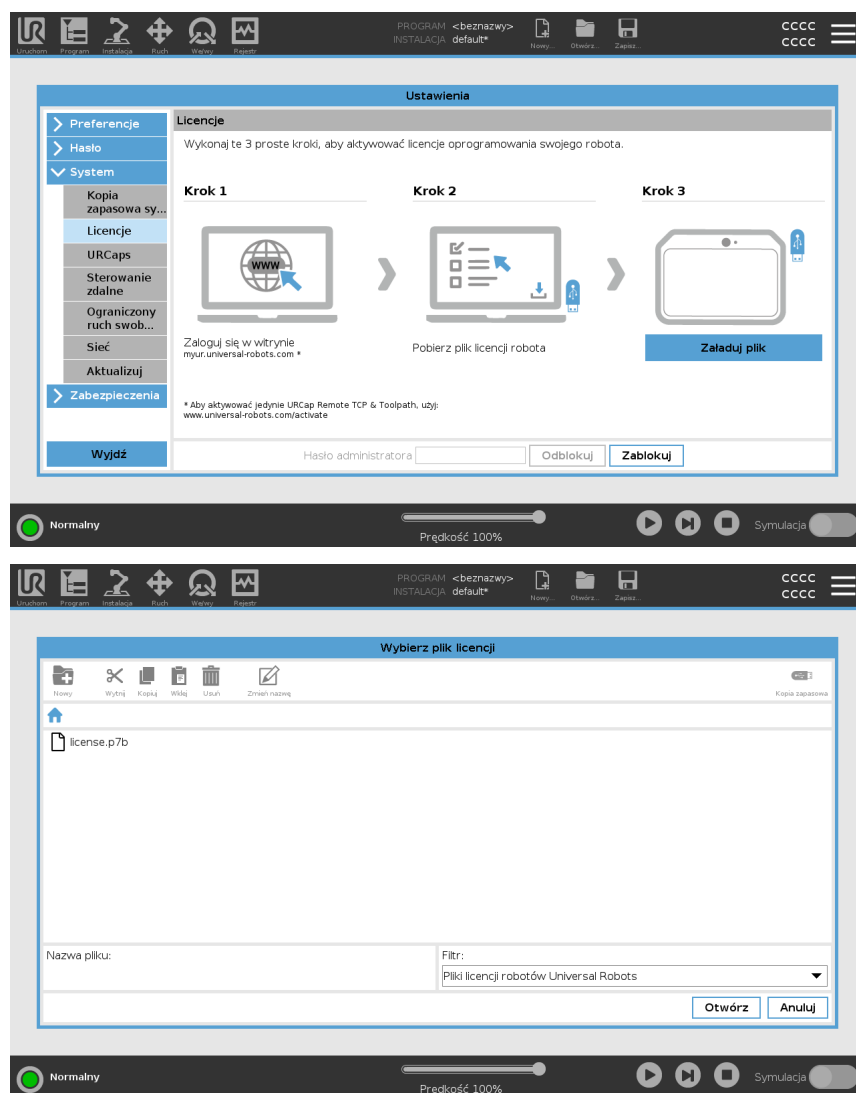 PROGRAM <beznazwy>
INSTALACJA default*
CCCC
CCCC
Uruchom Program Instalacja Ruch We/wy Rejestr Nowy... Otwórz... Zapisz...
Ustawienia
Preferencje
Hasło
System
Kopia
zapasowa sy...
Licencje
URCaps
Sterowanie
zdalne
Ograniczony
ruch swob...
Sieć
Aktualizuj
Zabezpieczenia
Wyjdź
Licencje
Wykonaj te 3 proste kroki, aby aktywować licencje oprogramowania swojego robota.
Krok 1 Krok 2 Krok 3
WWW
Zaloguj się w witrynie
myur.universal-robots.com *
Pobierz plik licencji robota
Załaduj plik
* Aby aktywować jedynie URCap Remote TCP & Toolpath, użyj:
www.universal-robots.com/activate
Hasło administratora Odblokuj Zablokuj
Normalny
Prędkość 100%
Symulacja
PROGRAM <beznazwy>
INSTALACJA default*
CCCC
CCCC
Uruchom Program Instalacja Ruch We/wy Rejestr Nowy... Otwórz... Zapisz...
Wybierz plik licencji
Nowy Wytnij Kopiuj Wklej Usuń Zmień nazwę Kopia zapasowa
license.p7b
Nazwa pliku:
Filtr:
Pliki licencji robotów Universal Robots
Otwórz Anuluj
Normalny
Prędkość 100%
Symulacja